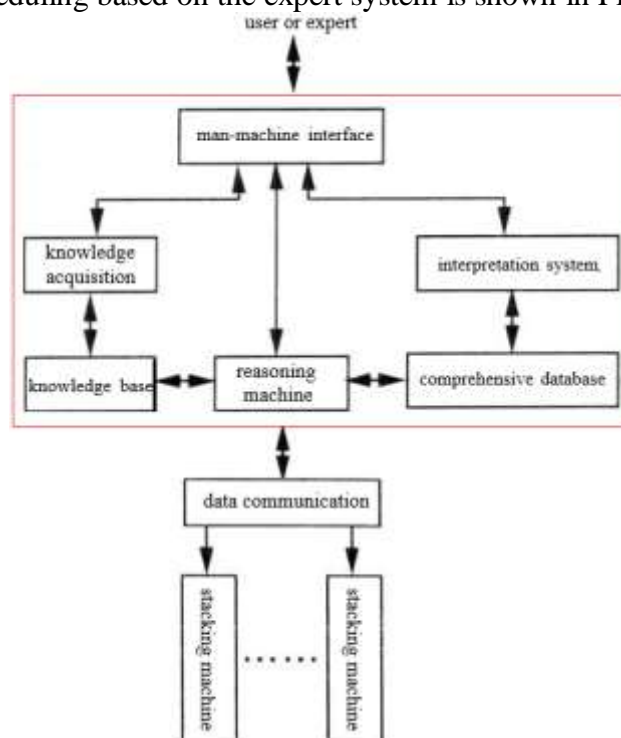 eduling based on the expert system is shown in Fi
user or expert
man-machine interface
knowledge
acquisition
interpretation system,
knowledge base
reasoning
machine
comprehensive database
data communication
stacking machine
......
stacking machine